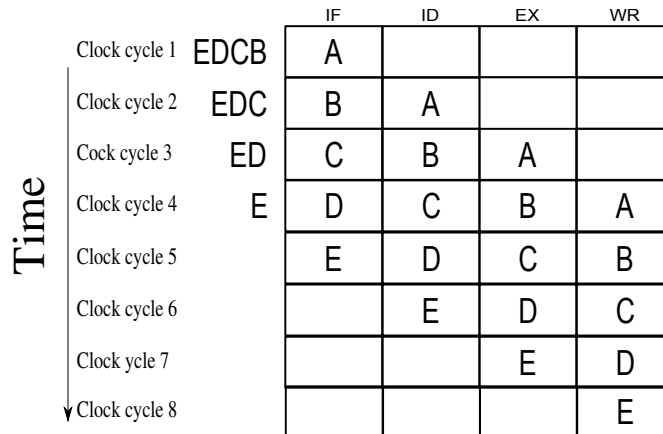 IF ID EX WR
Clock cycle 1 EDCB A
Clock cycle 2 EDC B A
Cock cycle 3 ED C B A
Clock cycle 4 E D C B A
Clock cycle 5 E D C B
Clock cycle 6 E D C
Clock ycle 7 E D
Clock cycle 8 E
Time